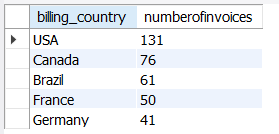 billing_country numberofinvoices
USA 131
Canada 76
Brazil 61
France 50
Germany 41